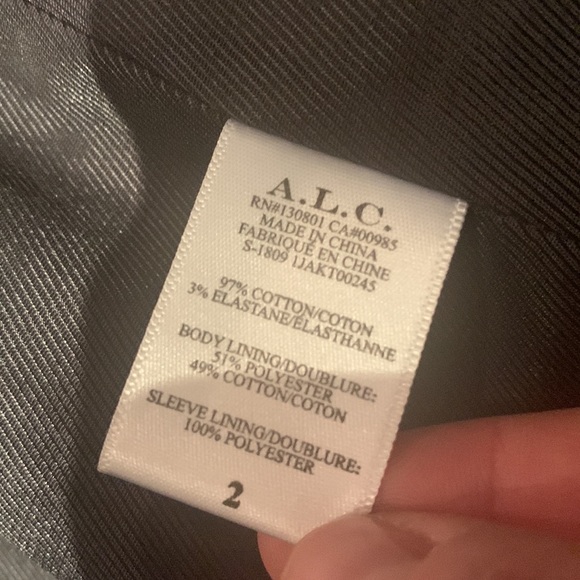 A.L.C.
RN#130801 CA#00985
MADE IN CHINA
FABRIQUÉ EN CHINE
S-1809 1JAKT00245
97% COTTON/COTON
3% ELASTANE/ÉLASTHANNE
BODY LINING/DOUBLURE:
51% POLYESTER
49% COTTON/COTON
SLEEVE LINING/DOUBLURE:
100% POLYESTER
2